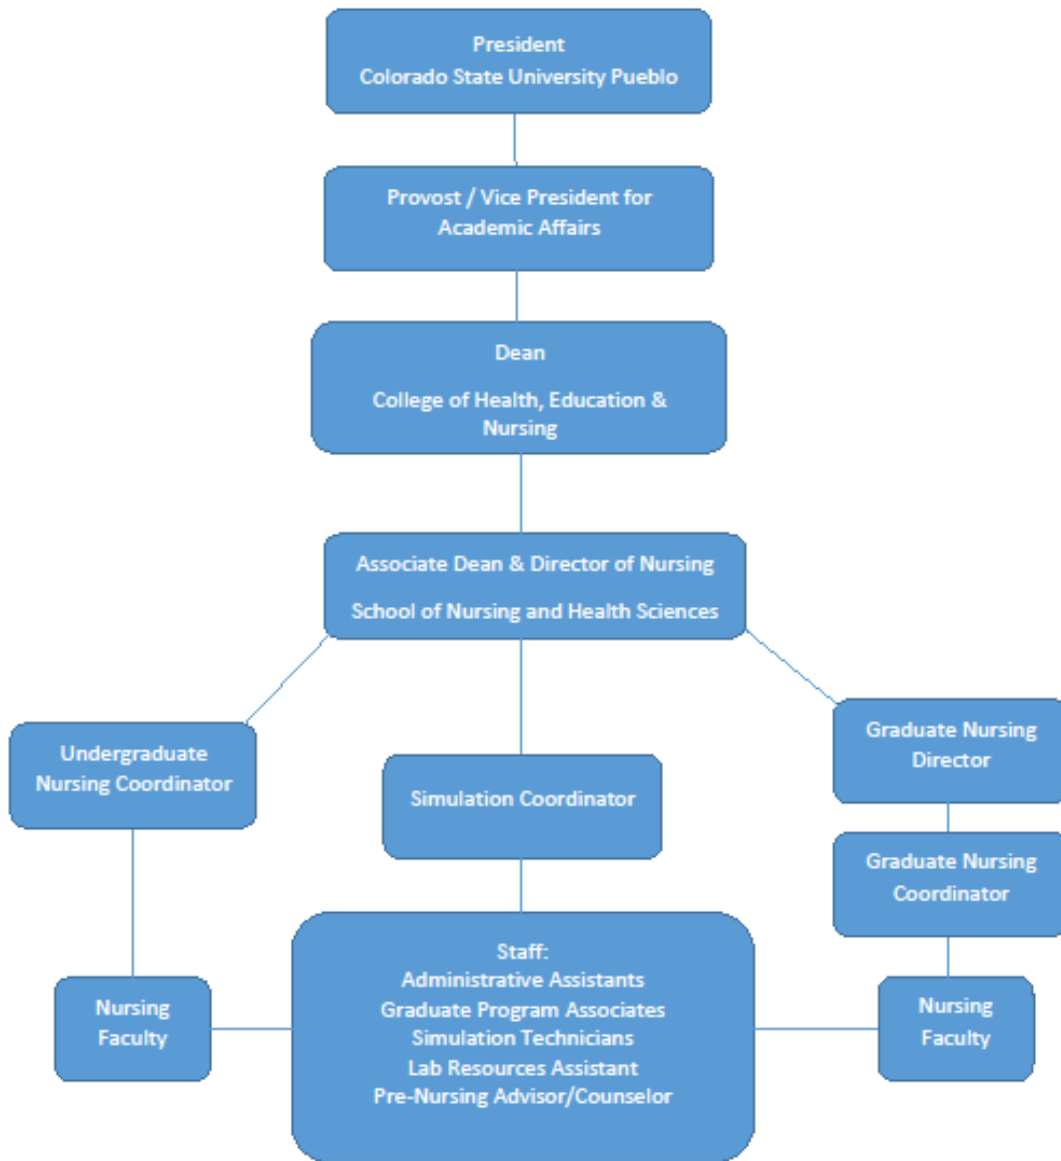 President
Colorado State University Pueblo
Provost / Vice President for
Academic Affairs
Dean
College of Health, Education &
Nursing
Associate Dean & Director of Nursing
School of Nursing and Health Sciences
Undergraduate
Nursing Coordinator
Simulation Coordinator
Graduate Nursing
Director
Graduate Nursing
Coordinator
Nursing
Faculty
Staff:
Administrative Assistants
Graduate Program Associates
Simulation Technicians
Lab Resources Assistant
Pre-Nursing Advisor/Counselor
Nursing
Faculty